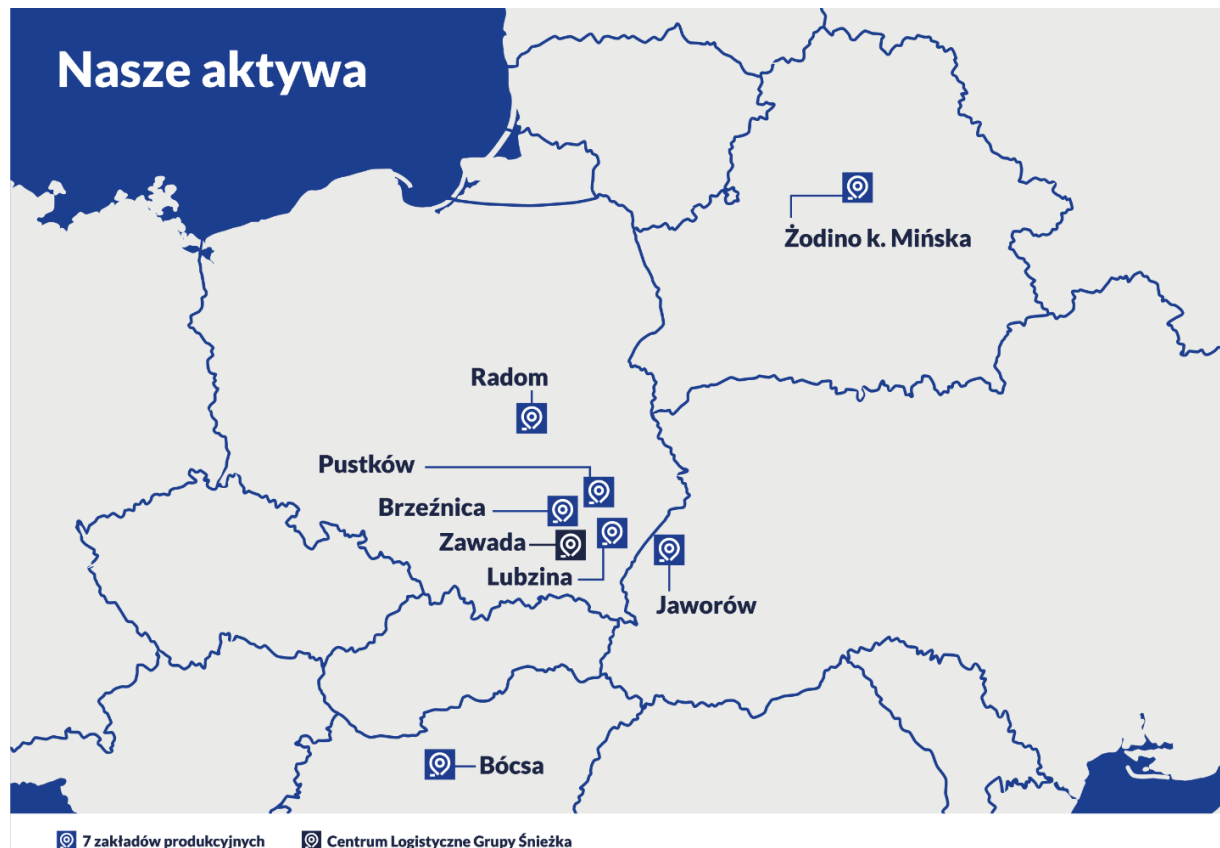 Nasze aktywa
Żodino k. Mińska
Radom
Pustków
Brzeźnica
Zawada
Lubzina
Jaworów
Bócsa
7 zakładów produkcyjnych
Centrum Logistyczne Grupy Śnieżka